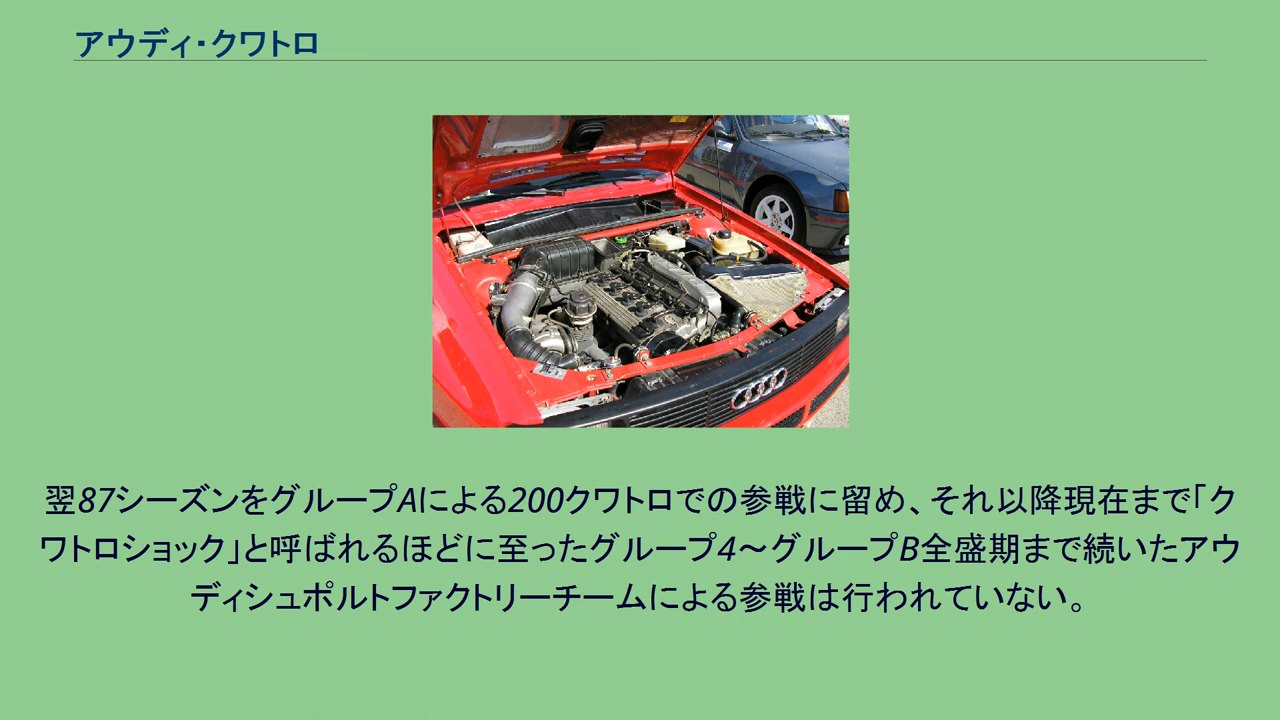 アウディ・クワトロ
翌87シーズンをグループAによる200クワトロでの参戦に留め、それ以降現在まで「ク
ワトロショック」と呼ばれるほどに至ったグループ4～グループB全盛期まで続いたアウ
ディシュポルトファクトリーチームによる参戦は行われていない。